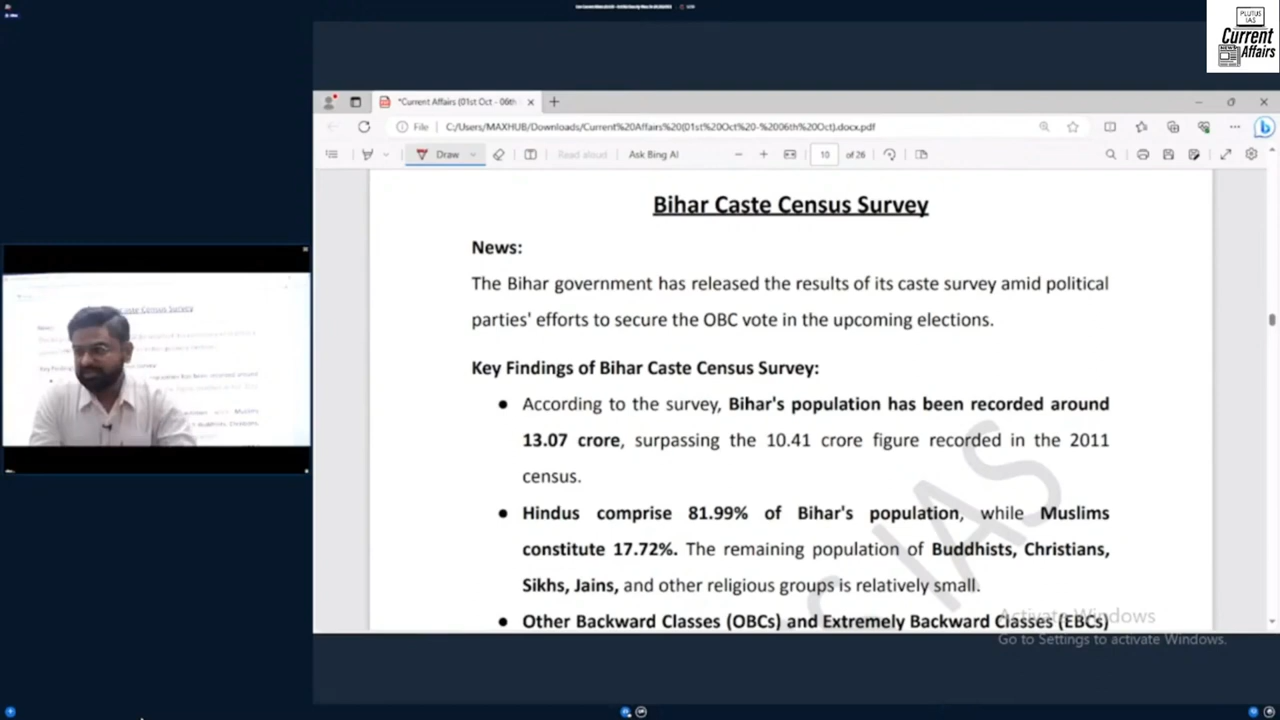 PLUTUS
IAS
Current
NEWS
Affairs
*Current Affairs (01st Oct - 06th
File
C:/Users/MAXHUB/Downloads/Current%20Affairs%20(01st%20Oct%20-%2006th%20Oct).docx.pdf
Draw
Read aloud
Ask Bing AI
10 of 26
Bihar Caste Census Survey
News:
The Bihar government has released the results of its caste survey amid political
parties' efforts to secure the OBC vote in the upcoming elections.
Key Findings of Bihar Caste Census Survey:
• According to the survey, Bihar's population has been recorded around
13.07 crore, surpassing the 10.41 crore figure recorded in the 2011
census.
• Hindus comprise 81.99% of Bihar's population, while Muslims
constitute 17.72%. The remaining population of Buddhists, Christians,
Sikhs, Jains, and other religious groups is relatively small.
• Other Backward Classes (OBCs) and Extremely Backward Classes (EBCs)
IAS
Activate Windows
Go to Settings to activate Windows.